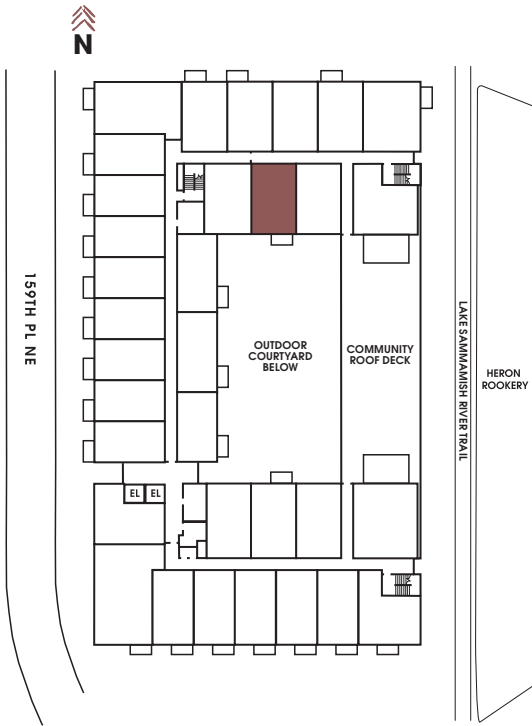 N
159TH PL NE
OUTDOOR
COURTYARD
BELOW
COMMUNITY
ROOF DECK
LAKE SAMMAMISH RIVER TRAIL
HERON
ROOKERY
EL EL